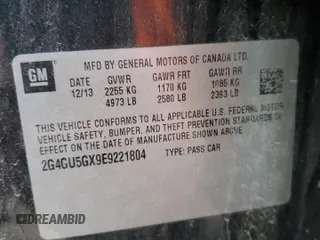 GM
MFD BY GENERAL MOTORS OF CANADA LTD.
DATE GVWR GAWR FRT GAWR RR
12/13 2255 KG 1170 KG 1085 KG
4973 LB 2580 LB 2393 LB
THIS VEHICLE CONFORMS TO ALL APPLICABLE U.S. FEDERAL MOTOR
VEHICLE SAFETY, BUMPER, AND THEFT PREVENTION STANDARDS
IN EFFECT ON THE DATE OF MANUFACTURE SHOWN ABOVE.
2G4GU5GX9E9221804 TYPE: PASS CAR
DREAMBID